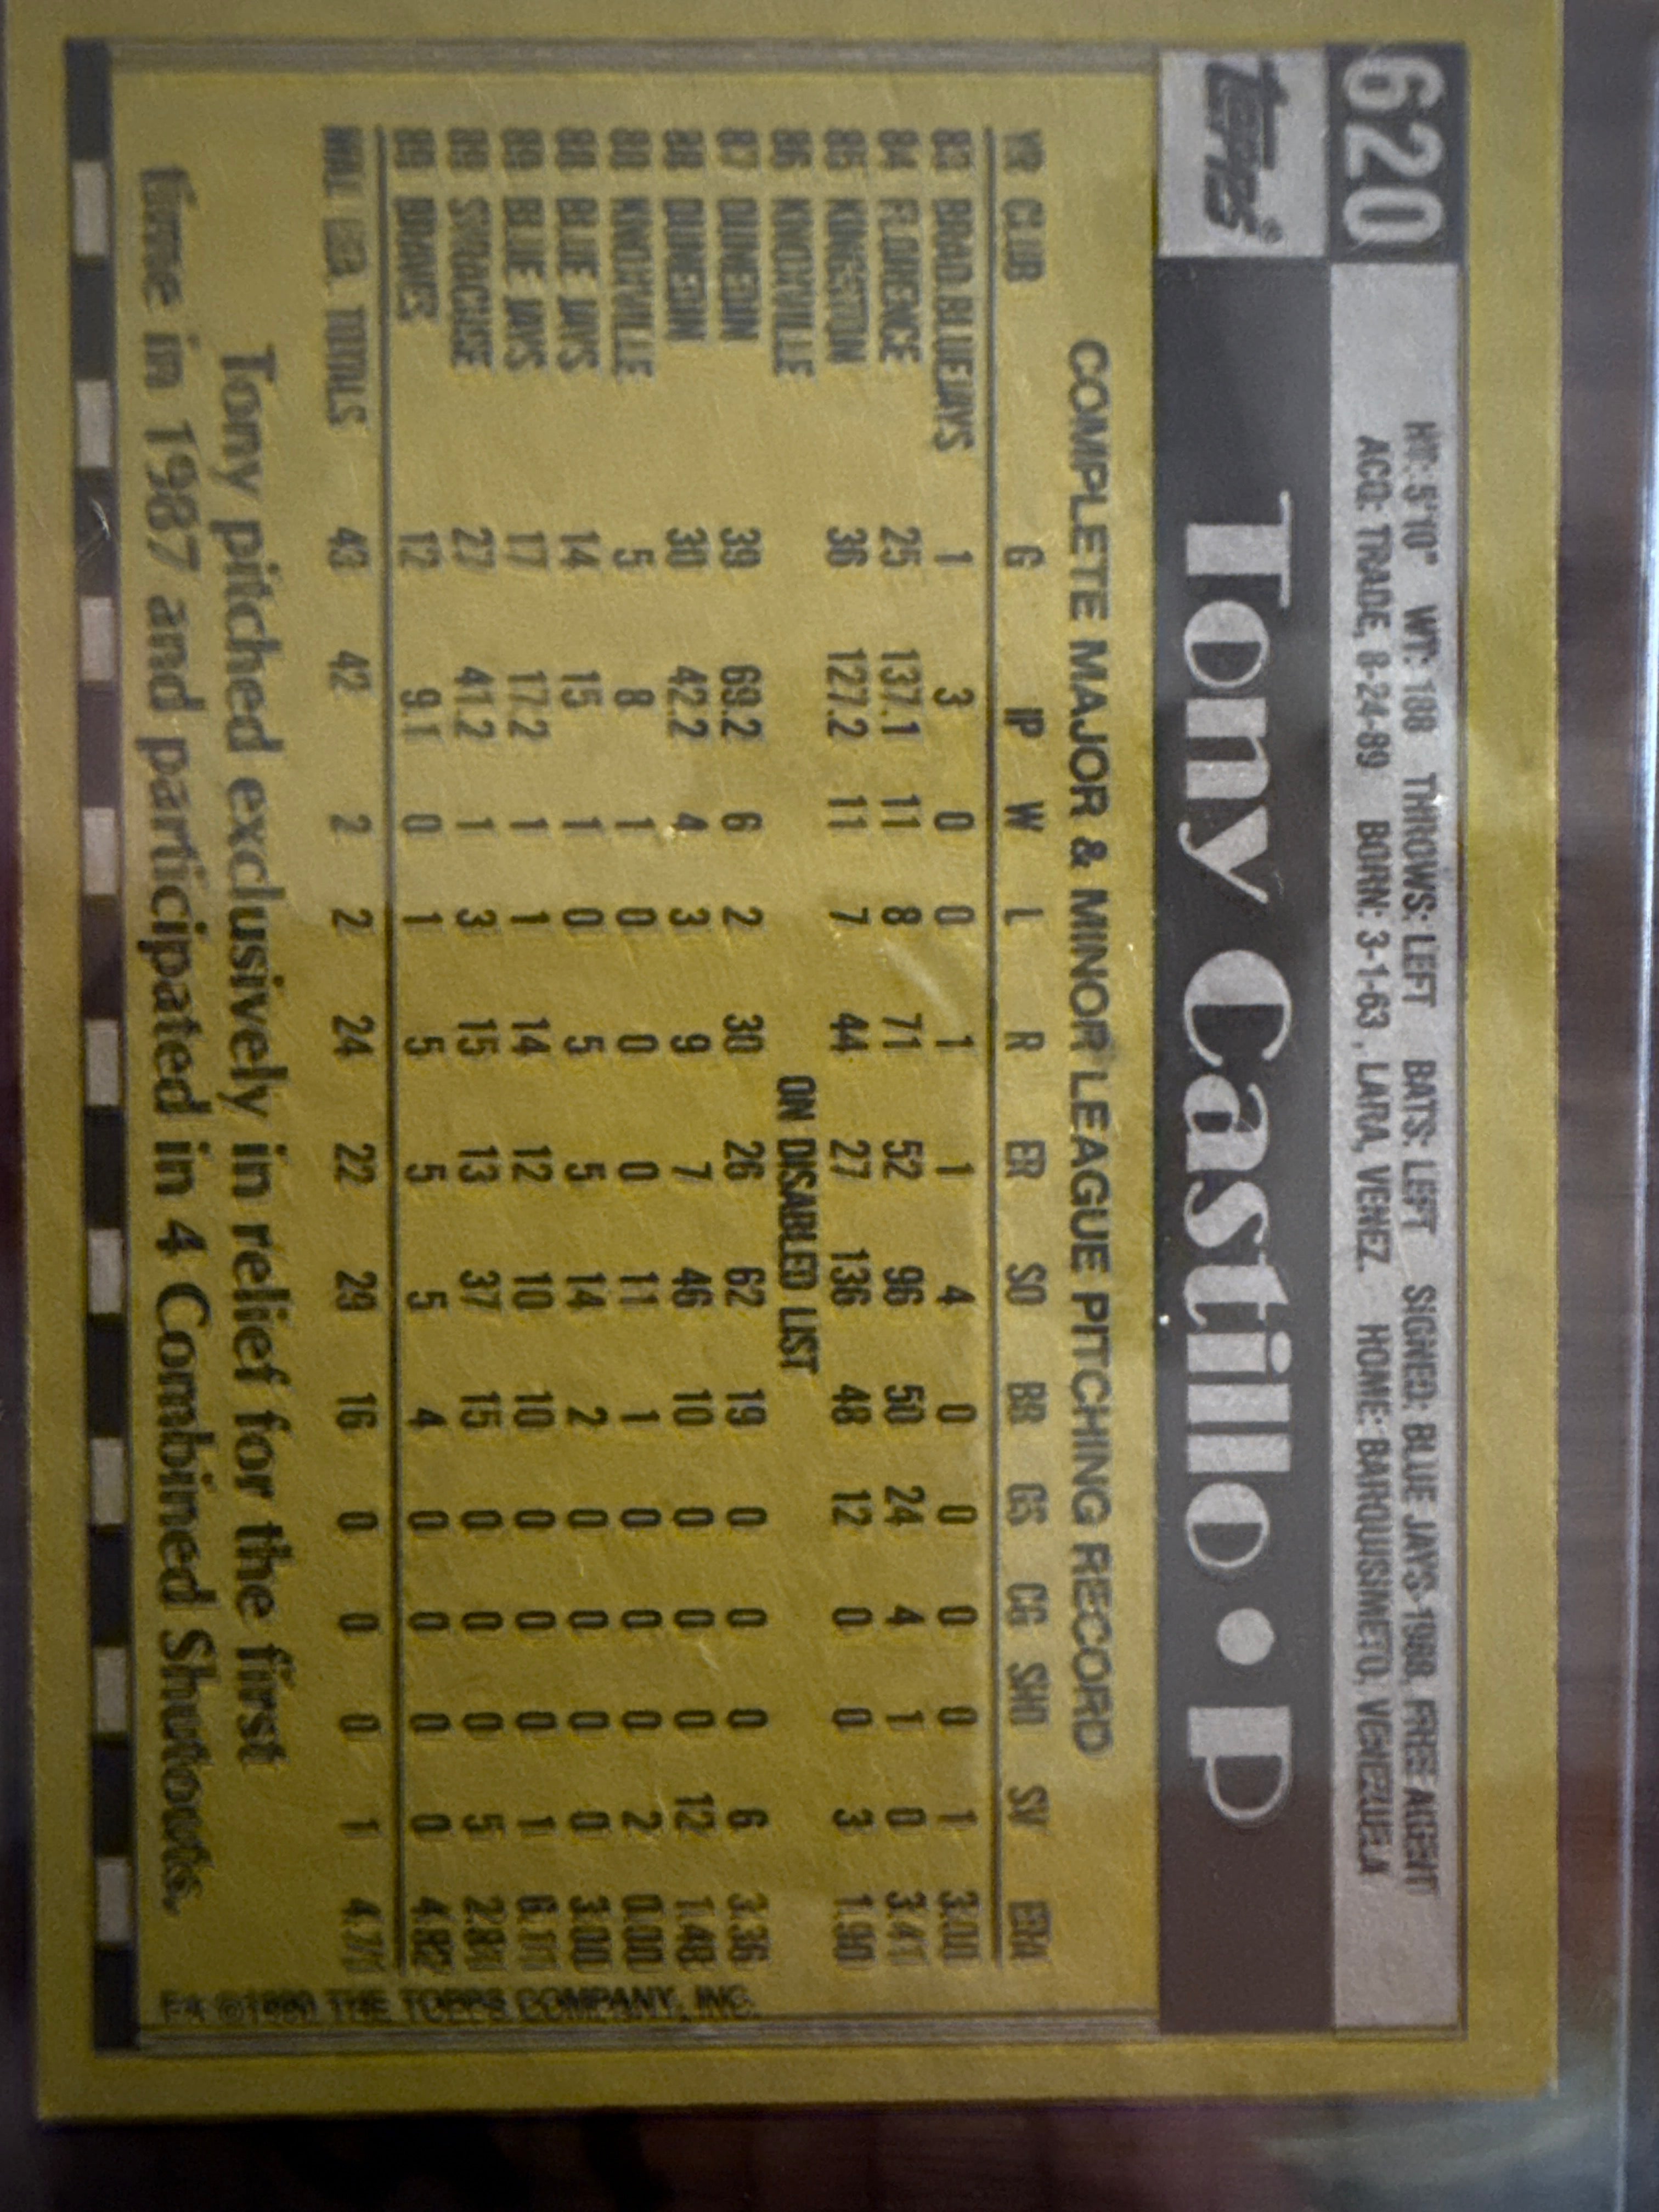 620
HT: 5'10" WT: 188 THROWS: LEFT BATS: LEFT SIGNED: BLUE JAYS-1988, FREE AGENT
ACQ: TRADE, 8-24-89 BORN: 3-1-63, LARA, VENEZ. HOME: BARQUISIMETO, VENEZUELA
Topps®
Tony Castillo • P
COMPLETE MAJOR & MINOR LEAGUE PITCHING RECORD
YR CLUB G IP W L R ER SO BB GS CG SHO SV ERA
83 BRAD.BLUEJAYS 1 3 0 0 1 1 4 0 0 0 0 1 3.00
84 FLORENCE 25 137.1 11 8 71 52 96 50 24 4 1 0 3.41
85 KINSTON 36 127.2 11 7 44 27 136 48 12 0 0 3 1.90
86 KNOXVILLE ON DISABLED LIST
87 DUNEDIN 39 69.2 6 2 30 26 62 19 0 0 0 6 3.36
88 DUNEDIN 30 42.2 4 3 9 7 46 10 0 0 0 12 1.48
88 KNOXVILLE 5 8 1 0 0 0 11 1 0 0 0 2 0.00
88 BLUE JAYS 14 15 1 0 5 5 14 2 0 0 0 0 3.00
89 BLUE JAYS 17 17.2 1 1 14 12 10 10 0 0 0 1 6.11
89 SYRACUSE 27 41.2 1 3 15 13 37 15 0 0 0 5 2.81
89 BRAVES 12 9.1 0 1 5 5 5 4 0 0 0 0 4.82
MAJ. LEA. TOTALS 43 42 2 2 24 22 29 16 0 0 0 1 4.71
Tony pitched exclusively in relief for the first
time in 1987 and participated in 4 Combined Shutouts.
©1990 THE TOPPS COMPANY, INC.